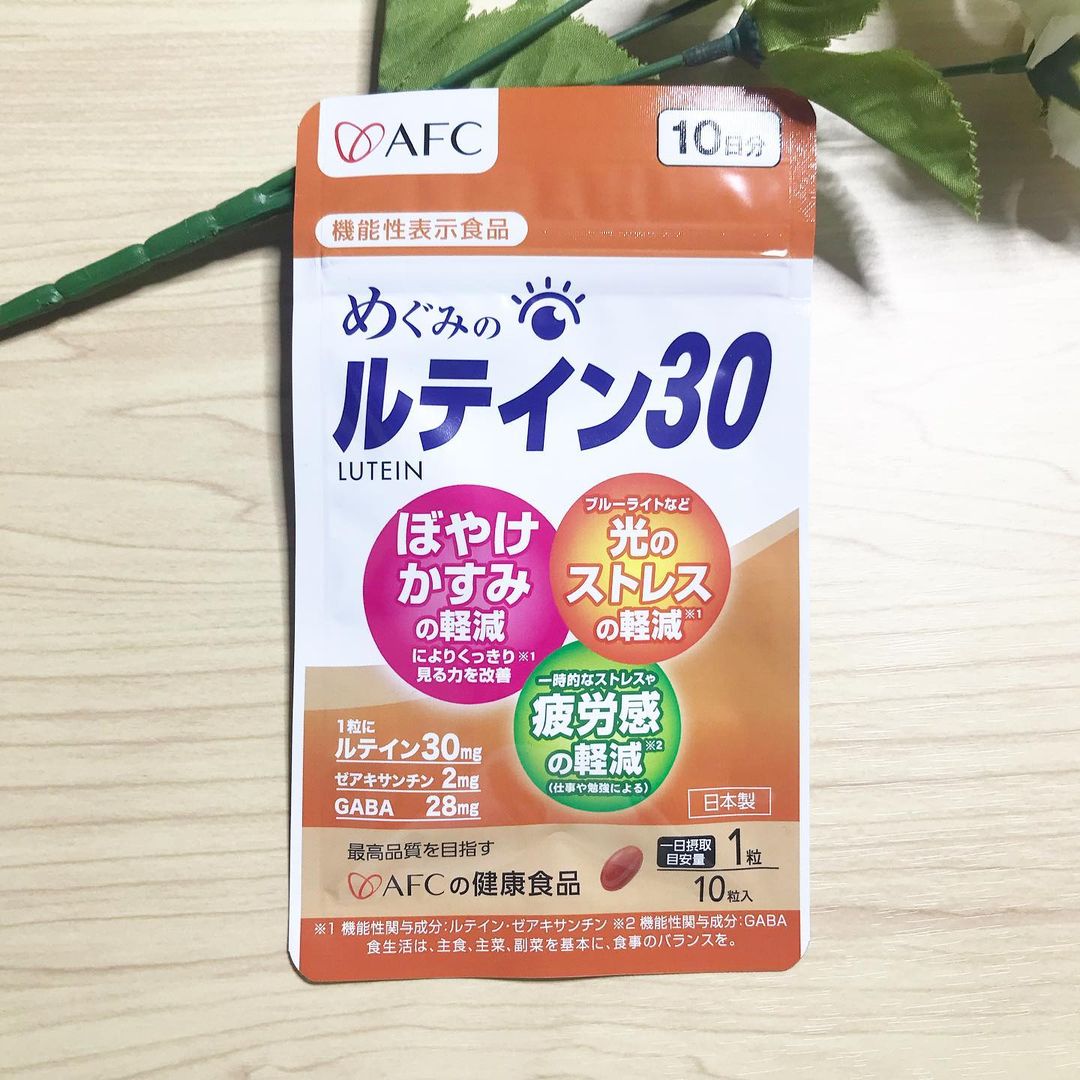 AFC
10日分
機能性表示食品
めぐみの
ルテイン30
LUTEIN
ぼやけ
かすみ
の軽減
によりくっきり※1
見る力を改善
ブルーライトなど
光の
ストレス
の軽減※1
一時的なストレスや
疲労感
の軽減※2
(仕事や勉強による)
1粒に
ルテイン30mg
ゼアキサンチン 2mg
GABA 28mg
日本製
最高品質を目指す
AFCの健康食品
一日摂取
目安量 1粒
10粒入
※1 機能性関与成分:ルテイン・ゼアキサンチン ※2 機能性関与成分:GABA
食生活は、主食、主菜、副菜を基本に、食事のバランスを。